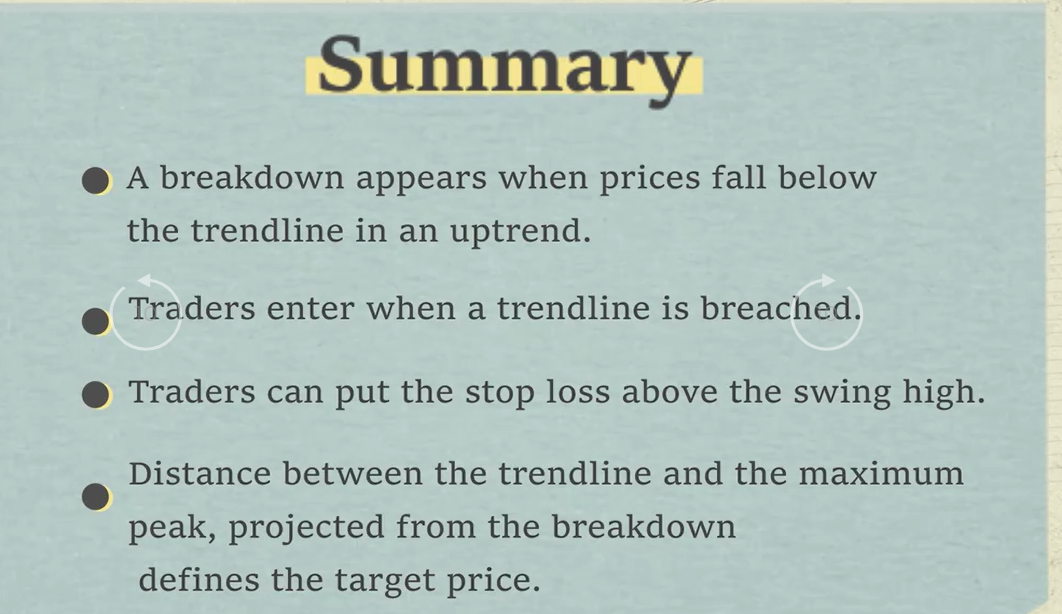 Summary
A breakdown appears when prices fall below
the trendline in an uptrend.
Traders enter when a trendline is breached.
Traders can put the stop loss above the swing high.
Distance between the trendline and the maximum
peak, projected from the breakdown
defines the target price.